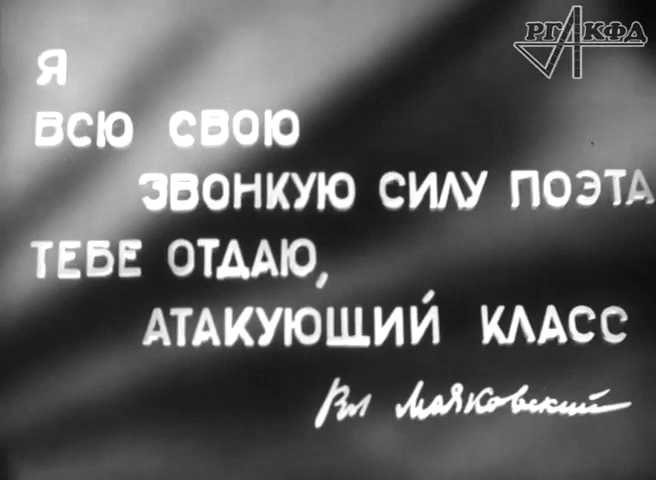 РГАКФД
Я
ВСЮ СВОЮ
ЗВОНКУЮ СИЛУ ПОЭТА
ТЕБЕ ОТДАЮ,
АТАКУЮЩИЙ КЛАСС
Вл Маяковский